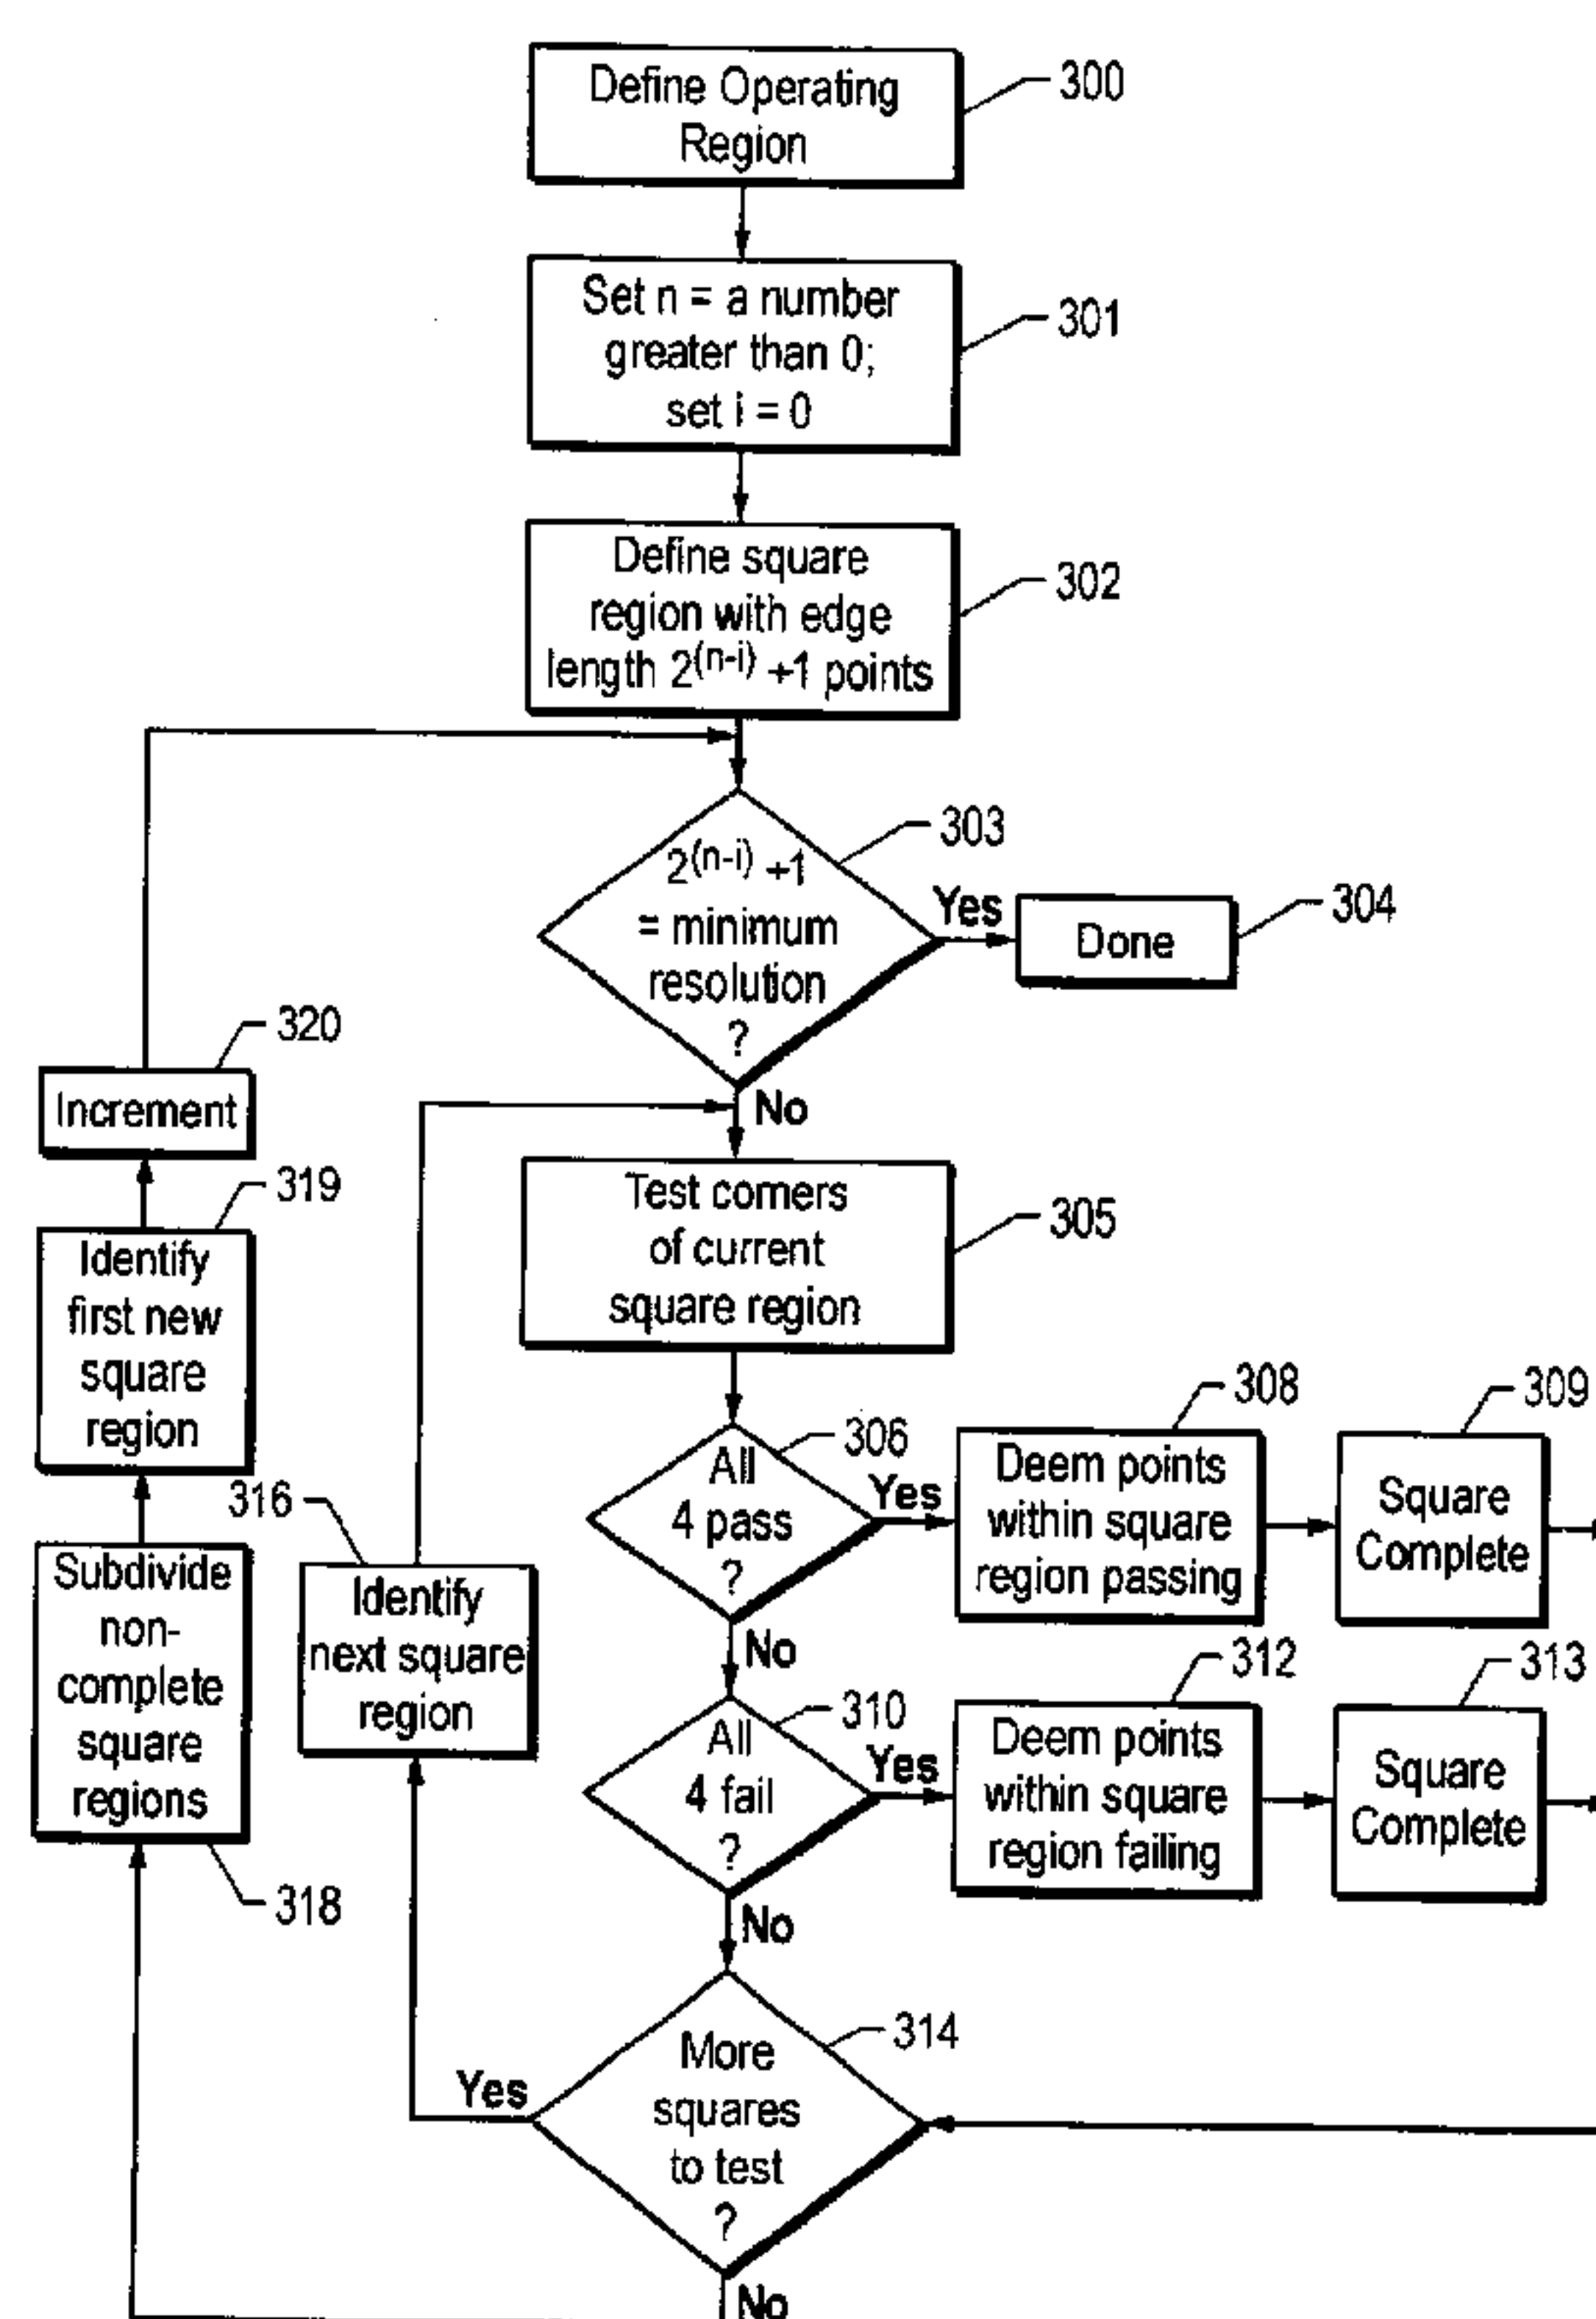 Define Operating
Region
300
Set n = a number
greater than 0;
set i = 0
301
Define square
region with edge
length 2^(n-i) +1 points
302
2^(n-i) +1
= minimum
resolution
?
303
Yes
Done
304
No
320
Increment
319
Identify
first new
square
region
Test corners
of current
square region
305
All
4 pass
?
306
Yes
308
Deem points
within square
region passing
309
Square
Complete
316
Identify
next square
region
Subdivide
non-
complete
square
regions
318
No
All
4 fail
?
310
Yes
312
Deem points
within square
region failing
313
Square
Complete
No
More
squares
to test
?
314
Yes
No